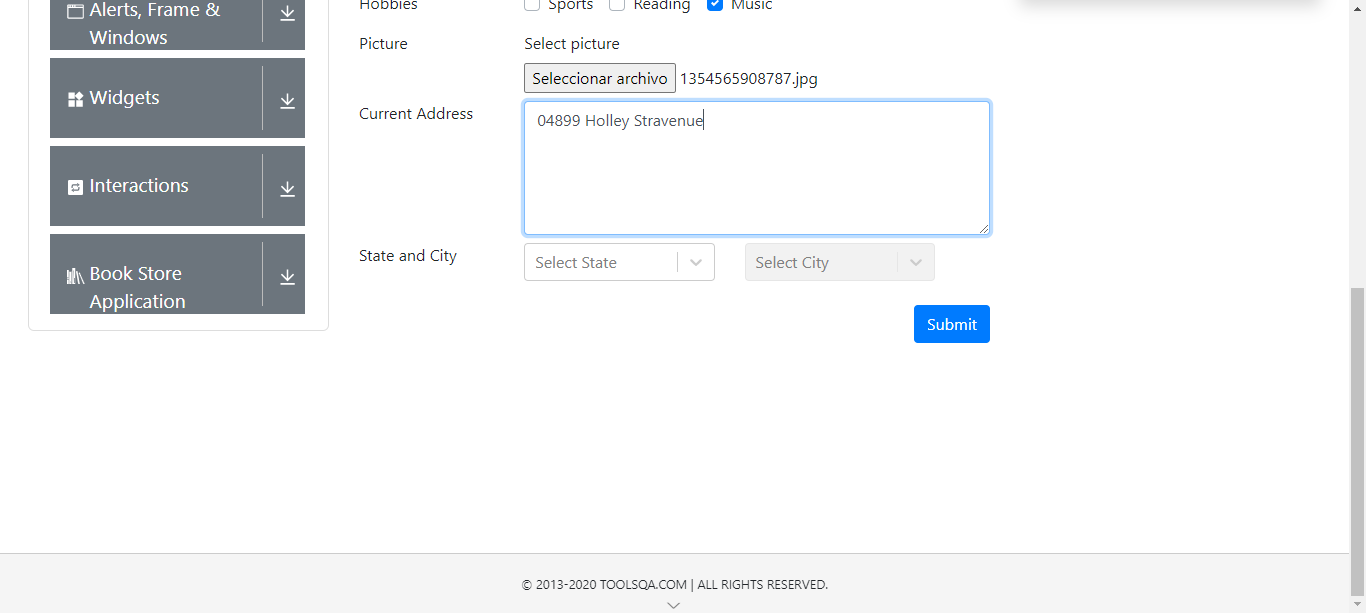 Alerts, Frame &
Windows
Widgets
Interactions
Book Store
Application
Hobbies
Sports Reading Music
Picture
Select picture
Seleccionar archivo 1354565908787.jpg
Current Address
04899 Holley Stravenue
State and City
Select State
Select City
Submit
© 2013-2020 TOOLSQA.COM | ALL RIGHTS RESERVED.